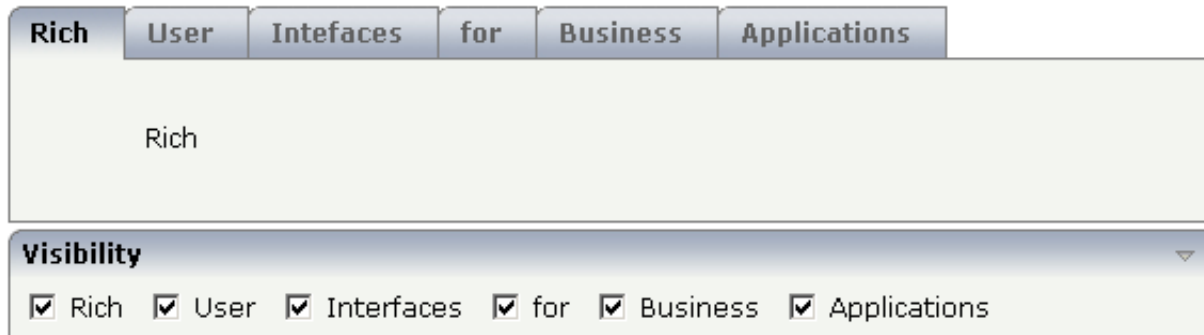 Rich User Intefaces for Business Applications
Rich
Visibility
Rich User Interfaces for Business Applications